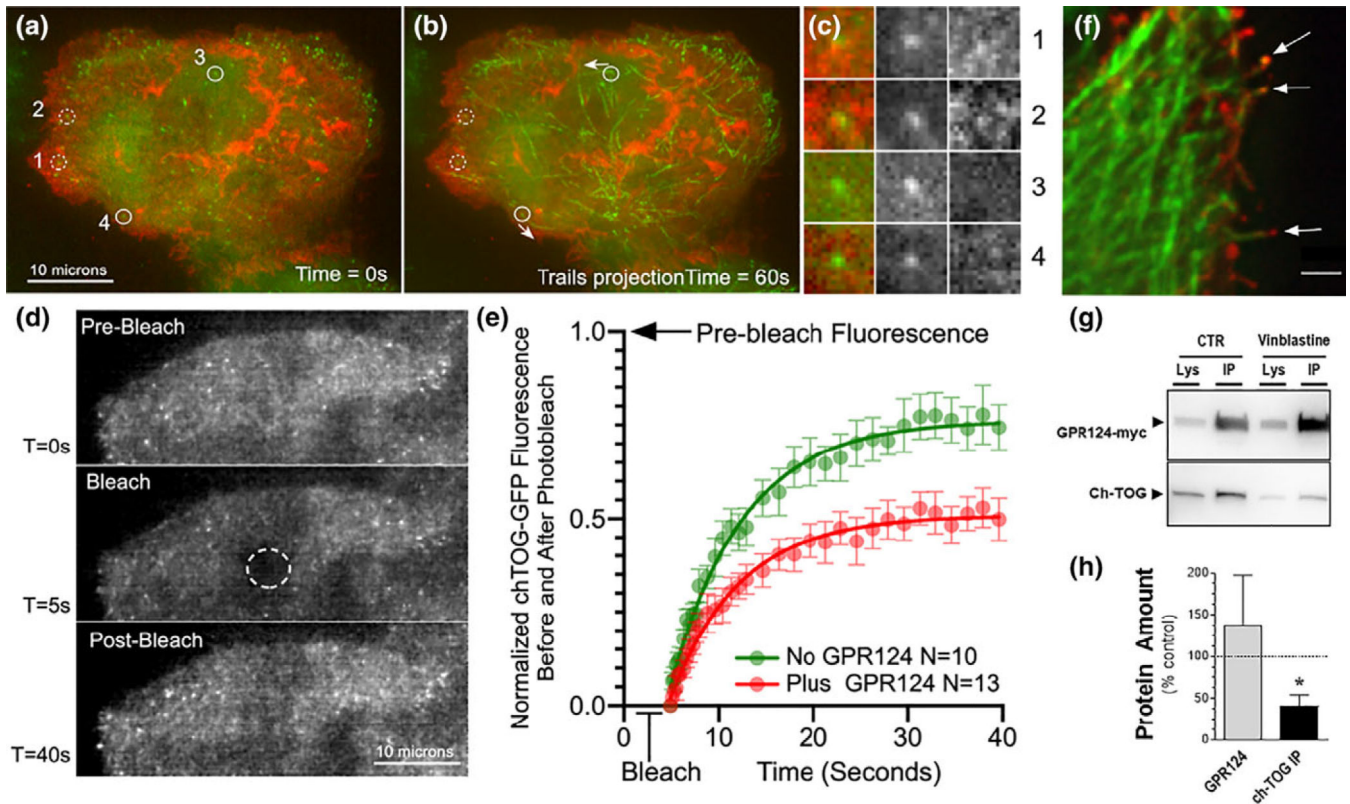 (a)
3
2
1
4
10 microns
Time = 0s
(b)
Trails projectionTime = 60s
(c)
1
2
3
4
(f)
(d)
Pre-Bleach
T=0s
Bleach
T=5s
Post-Bleach
T=40s
10 microns
(e)
Normalized chTOG-GFP Fluorescence
Before and After Photobleach
1.0
0.5
0.0
Pre-bleach Fluorescence
No GPR124 N=10
Plus GPR124 N=13
0
10
20
30
40
Bleach
Time (Seconds)
(g)
CTR
Vinblastine
Lys
IP
Lys
IP
GPR124-myc
Ch-TOG
(h)
Protein Amount
(% control)
200
150
100
50
0
*
GPR124
ch-TOG IP